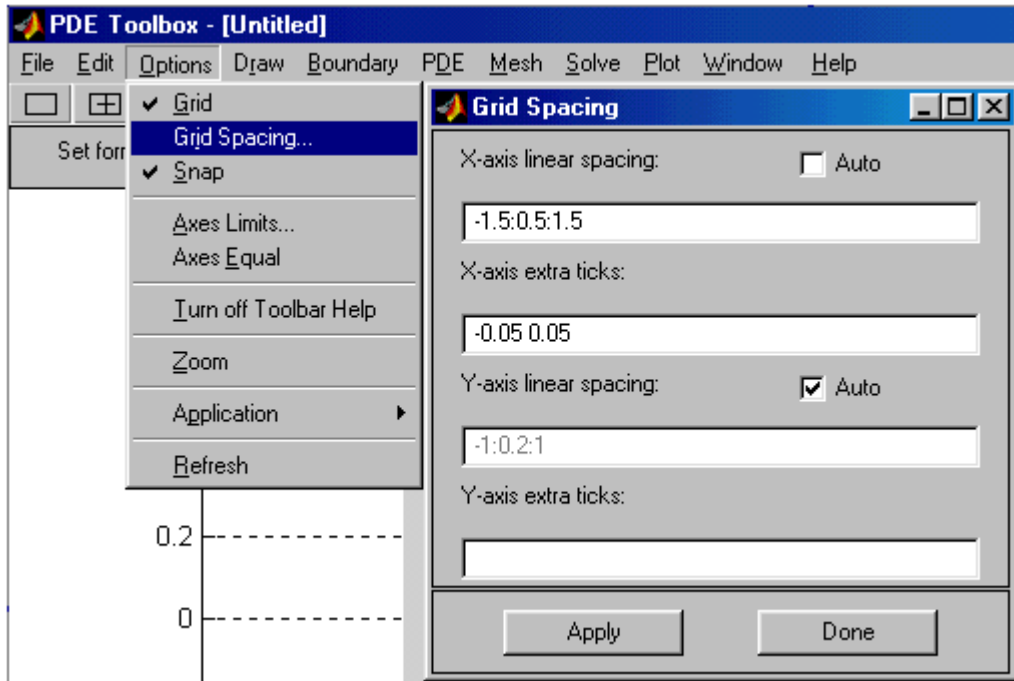 PDE Toolbox - [Untitled]
File Edit Options Draw Boundary PDE Mesh Solve Plot Window Help
Set for
Grid
Grid Spacing...
Snap
Axes Limits...
Axes Equal
Turn off Toolbar Help
Zoom
Application
Refresh
0.2
0
Grid Spacing
X-axis linear spacing: Auto
-1.5:0.5:1.5
X-axis extra ticks:
-0.05 0.05
Y-axis linear spacing: Auto
-1:0.2:1
Y-axis extra ticks:
Apply Done